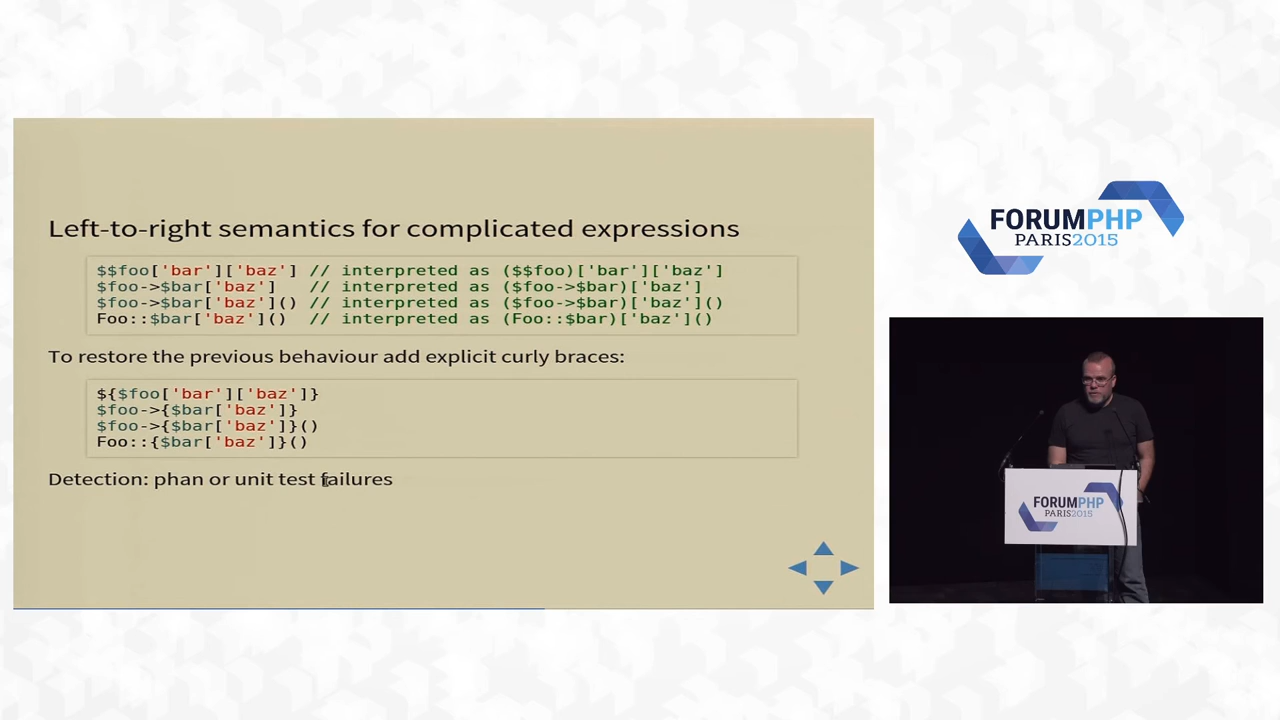 Left-to-right semantics for complicated expressions
$$foo['bar']['baz'] // interpreted as ($$foo)['bar']['baz']
$foo->$bar['baz']   // interpreted as ($foo->$bar)['baz']
$foo->$bar['baz']() // interpreted as ($foo->$bar)['baz']()
Foo::$bar['baz']()  // interpreted as (Foo::$bar)['baz']()
To restore the previous behaviour add explicit curly braces:
${$foo['bar']['baz']}
$foo->{$bar['baz']}
$foo->{$bar['baz']}()
Foo::{$bar['baz']}()
Detection: phan or unit test failures
FORUMPHP
PARIS2015
FORUMPHP
PARIS2015